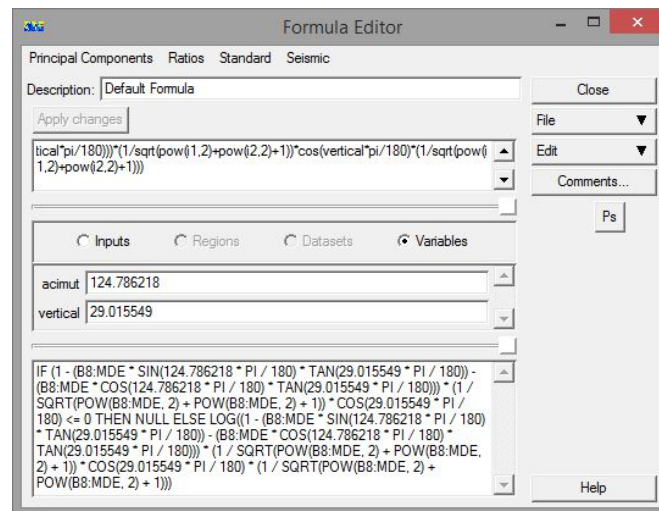 Formula Editor
Principal Components Ratios Standard Seismic
Description: Default Formula
Close
Apply changes
File
tical*pi/180)))*(1/sqrt(pow(i1,2)+pow(i2,2)+1))*cos(vertical*pi/180)*(1/sqrt(pow(i
1,2)+pow(i2,2)+1)))
Edit
Comments...
Ps
Inputs Regions Datasets Variables
acimut 124.786218
vertical 29.015549
IF (1 - (B8:MDE * SIN(124.786218 * PI / 180) * TAN(29.015549 * PI / 180)) -
(B8:MDE * COS(124.786218 * PI / 180) * TAN(29.015549 * PI / 180))) * (1 /
SQRT(POW(B8:MDE, 2) + POW(B8:MDE, 2) + 1)) * COS(29.015549 * PI /
180) <= 0 THEN NULL ELSE LOG((1 - (B8:MDE * SIN(124.786218 * PI / 180)
* TAN(29.015549 * PI / 180)) - (B8:MDE * COS(124.786218 * PI / 180) *
TAN(29.015549 * PI / 180))) * (1 / SQRT(POW(B8:MDE, 2) + POW(B8:MDE,
2) + 1)) * COS(29.015549 * PI / 180) * (1 / SQRT(POW(B8:MDE, 2) +
POW(B8:MDE, 2) + 1)))
Help